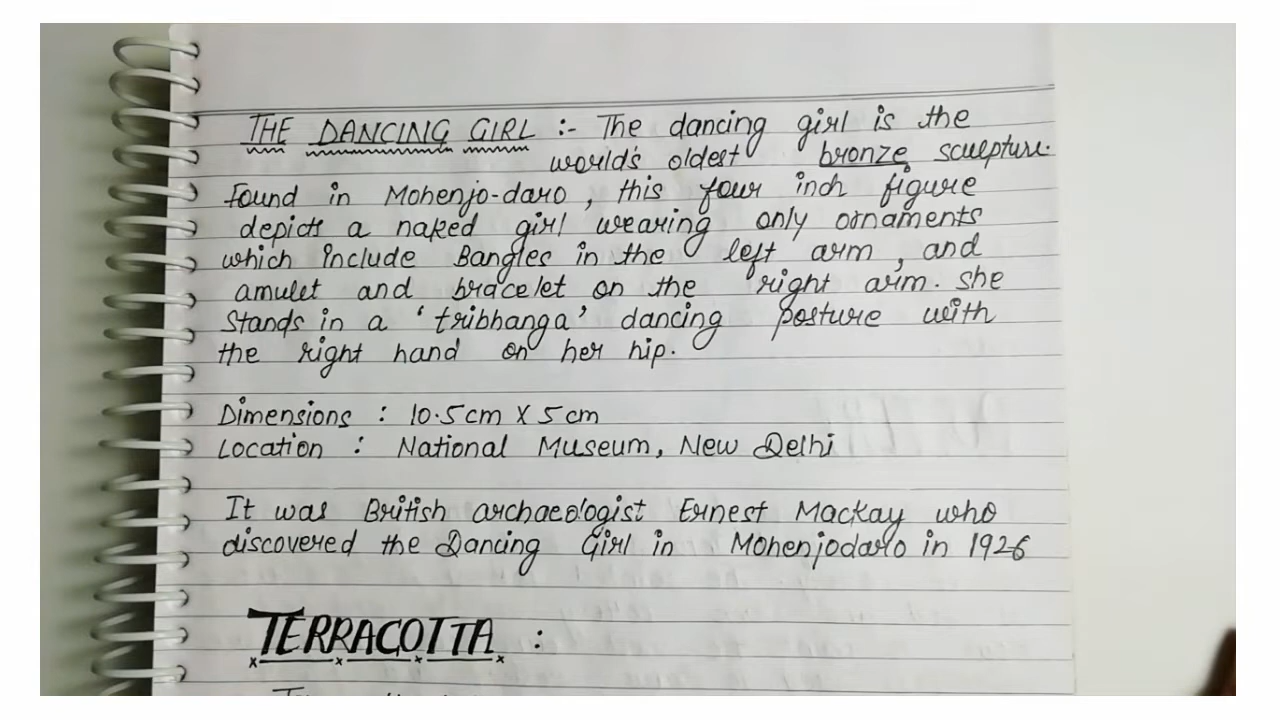 THE DANCING GIRL :- The dancing girl is the
world's oldest bronze sculpture.
found in Mohenjo-daro, this four inch figure
depicts a naked girl wearing only ornaments
which include Bangles in the left arm, and
amulet and bracelet on the right arm. she
stands in a 'tribhanga' dancing posture with
the right hand on her hip.
Dimensions : 10.5cm X 5cm
Location : National Museum, New Delhi
It was British archaeologist Ernest Mackay who
discovered the Dancing Girl in Mohenjodaro in 1926
TERRACOTTA :